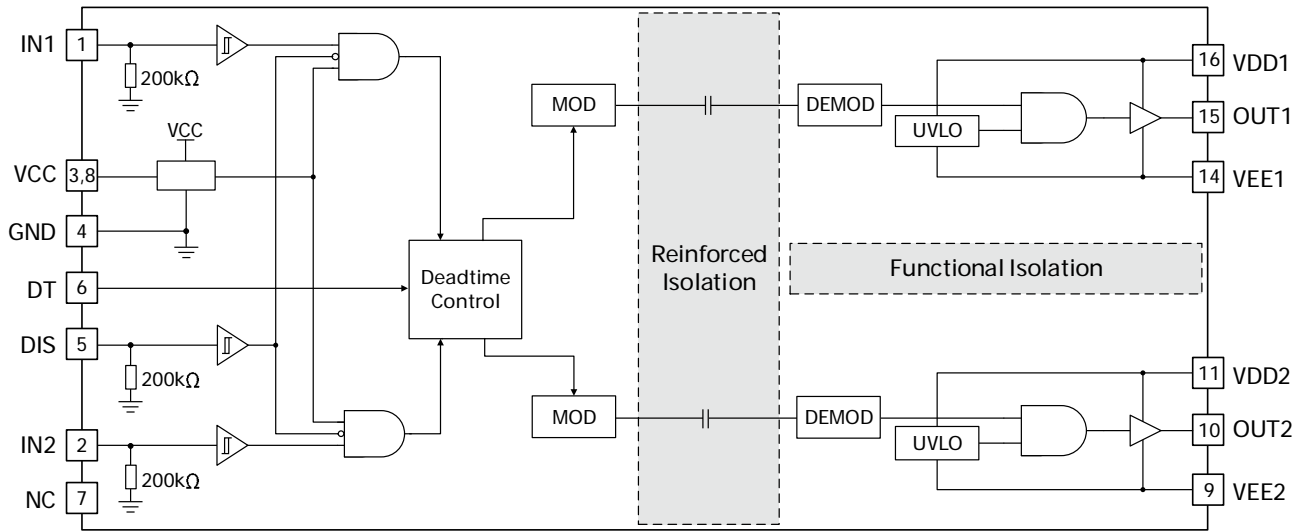 IN1
1
200kΩ
VCC
VCC
3,8
GND
4
DT
6
DIS
5
200kΩ
IN2
2
200kΩ
NC
7
Deadtime
Control
MOD
MOD
Reinforced
Isolation
DEMOD
UVLO
16
VDD1
15
OUT1
14
VEE1
Functional Isolation
DEMOD
UVLO
11
VDD2
10
OUT2
9
VEE2